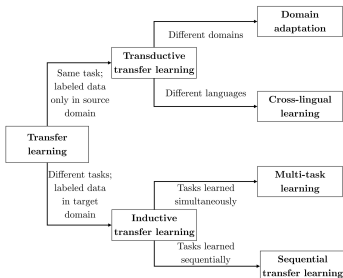 Domain
adaptation
Different domains
Transductive
transfer learning
Same task;
labeled data
only in source
domain
Different languages
Cross-lingual
learning
Transfer
learning
Different tasks;
labeled data
in target
domain
Multi-task
learning
Tasks learned
simultaneously
Inductive
transfer learning
Tasks learned
sequentially
Sequential
transfer learning